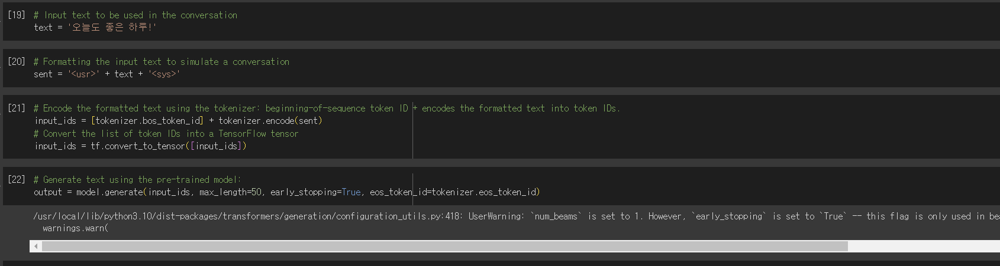 [19] # Input text to be used in the conversation
text = '오늘도 좋은 하루!'
[20] # Formatting the input text to simulate a conversation
sent = '<usr>' + text + '<sys>'
[21] # Encode the formatted text using the tokenizer: beginning-of-sequence token ID + encodes the formatted text into token IDs.
input_ids = [tokenizer.bos_token_id] + tokenizer.encode(sent)
# Convert the list of token IDs into a TensorFlow tensor
input_ids = tf.convert_to_tensor([input_ids])
[22] # Generate text using the pre-trained model:
output = model.generate(input_ids, max_length=50, early_stopping=True, eos_token_id=tokenizer.eos_token_id)
/usr/local/lib/python3.10/dist-packages/transformers/generation/configuration_utils.py:418: UserWarning: `num_beams` is set to 1. However, `early_stopping` is set to `True` -- this flag is only used in bea
warnings.warn(